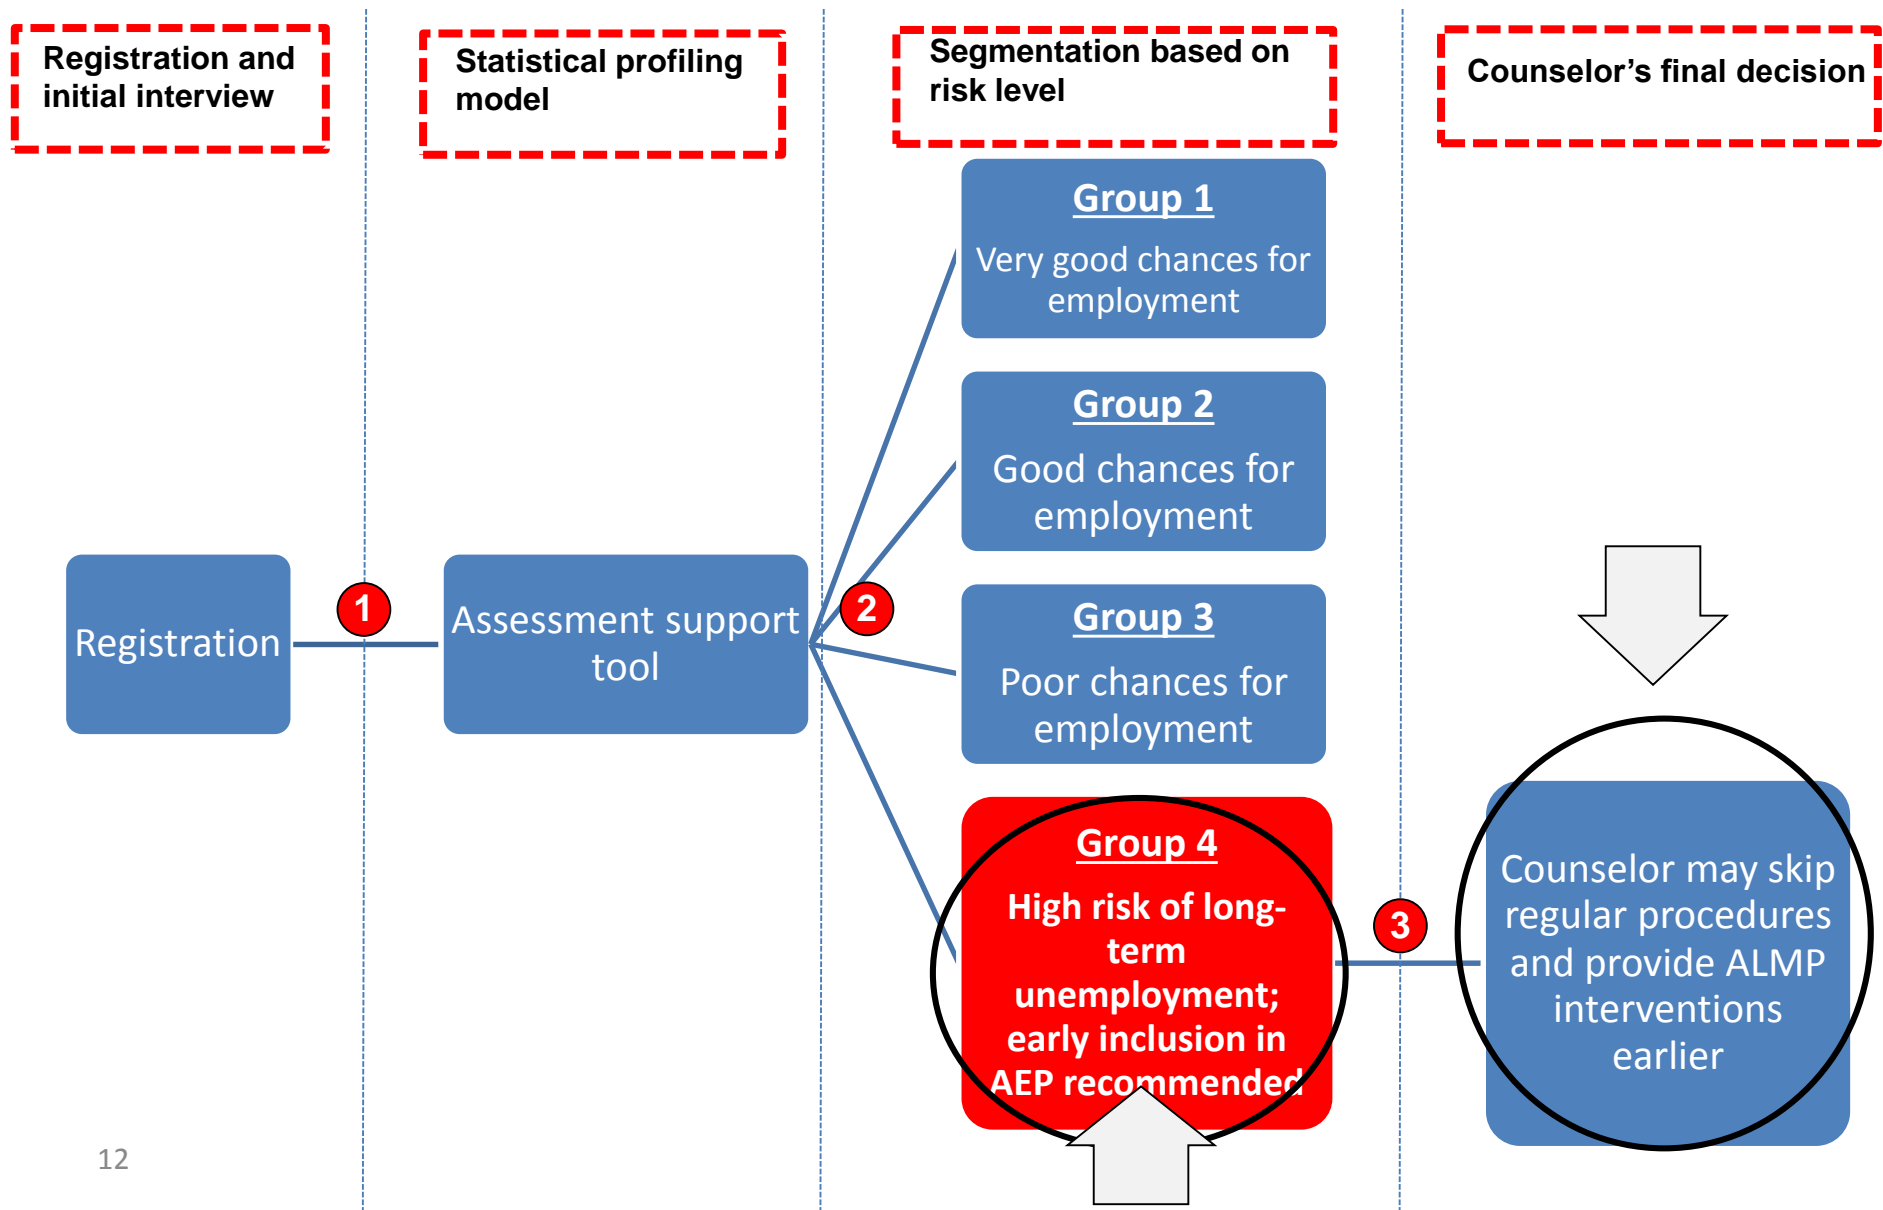 Registration and
initial interview
Statistical profiling
model
Segmentation based on
risk level
Counselor’s final decision
Registration
1
Assessment support
tool
2
Group 1
Very good chances for
employment
Group 2
Good chances for
employment
Group 3
Poor chances for
employment
Group 4
High risk of long-
term
unemployment;
early inclusion in
AEP recommended
3
Counselor may skip
regular procedures
and provide ALMP
interventions
earlier
12